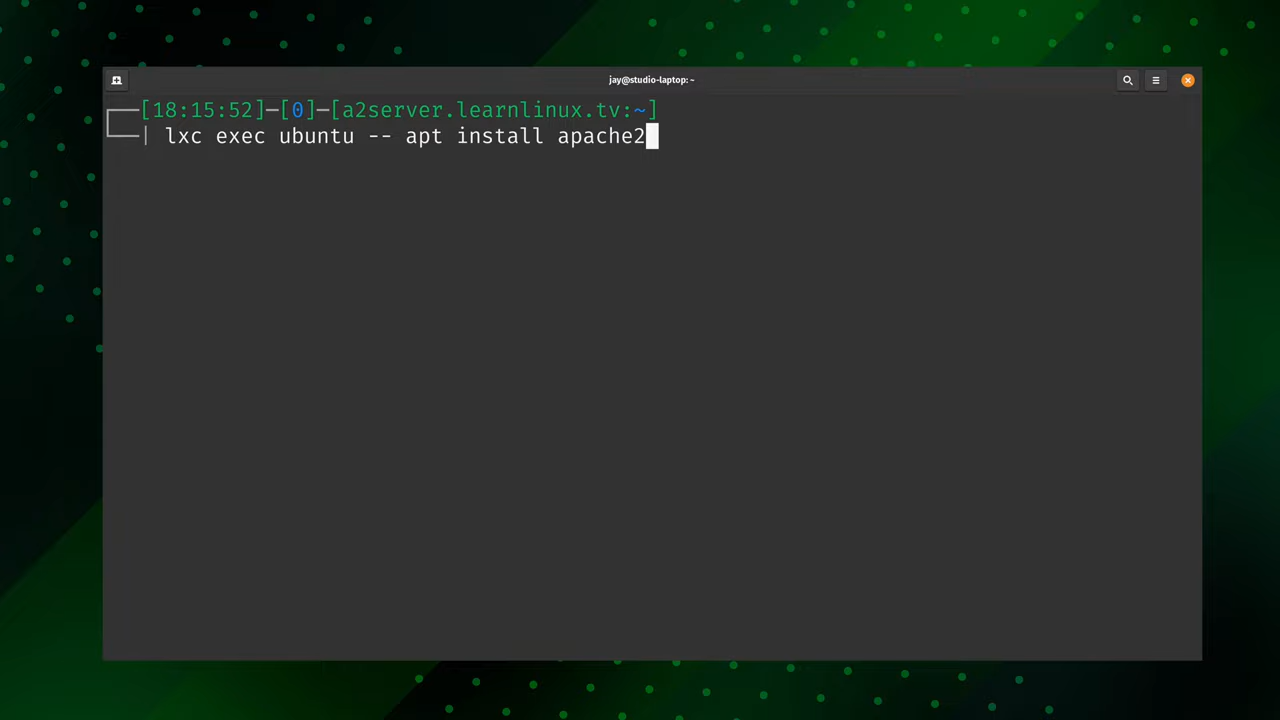 jay@studio-laptop: ~
[18:15:52]—[0]—[a2server.learnlinux.tv:~]
lxc exec ubuntu -- apt install apache2